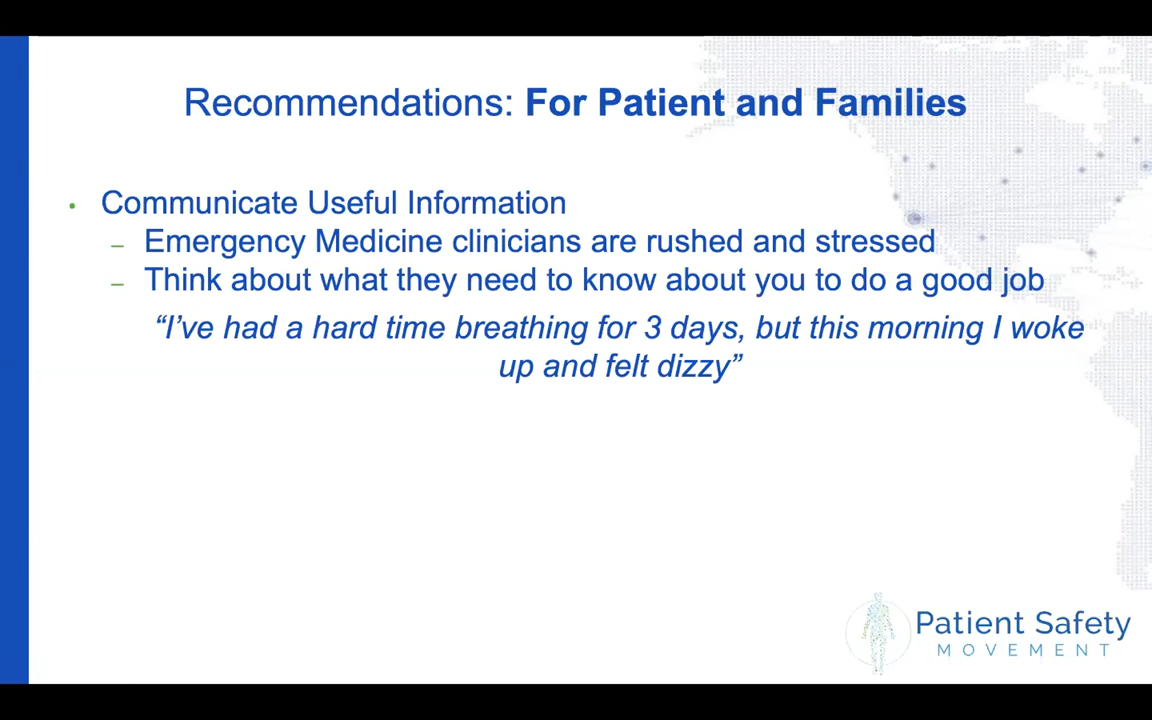 Recommendations: For Patient and Families
• Communicate Useful Information
– Emergency Medicine clinicians are rushed and stressed
– Think about what they need to know about you to do a good job
“I’ve had a hard time breathing for 3 days, but this morning I woke
up and felt dizzy”
Patient Safety
MOVEMENT